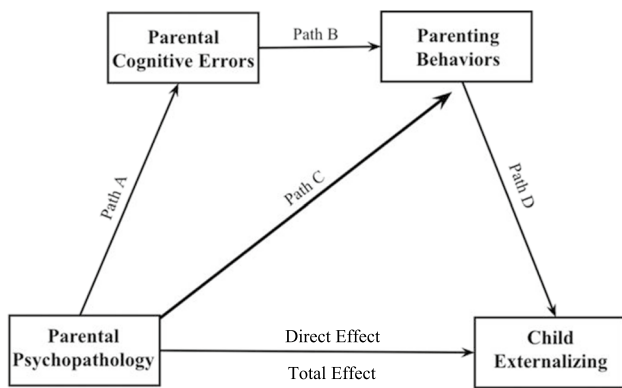 Parental
Cognitive Errors
Path B
Parenting
Behaviors
Path A
Path C
Path D
Parental
Psychopathology
Direct Effect
Total Effect
Child
Externalizing